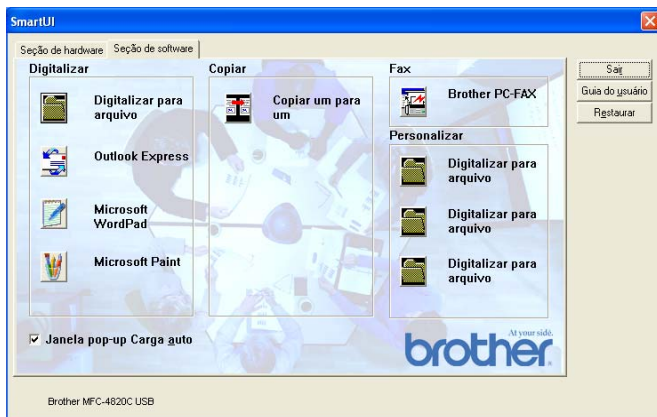 SmartUI
Seção de hardware
Seção de software
Digitalizar
Digitalizar para
arquivo
Outlook Express
Microsoft
WordPad
Microsoft Paint
Copiar
Copiar um para
um
Fax
Brother PC-FAX
Personalizar
Digitalizar para
arquivo
Digitalizar para
arquivo
Digitalizar para
arquivo
Sair
Guia do usuário
Restaurar
Janela pop-up Carga auto
At your side.
brother
Brother MFC-4820C USB